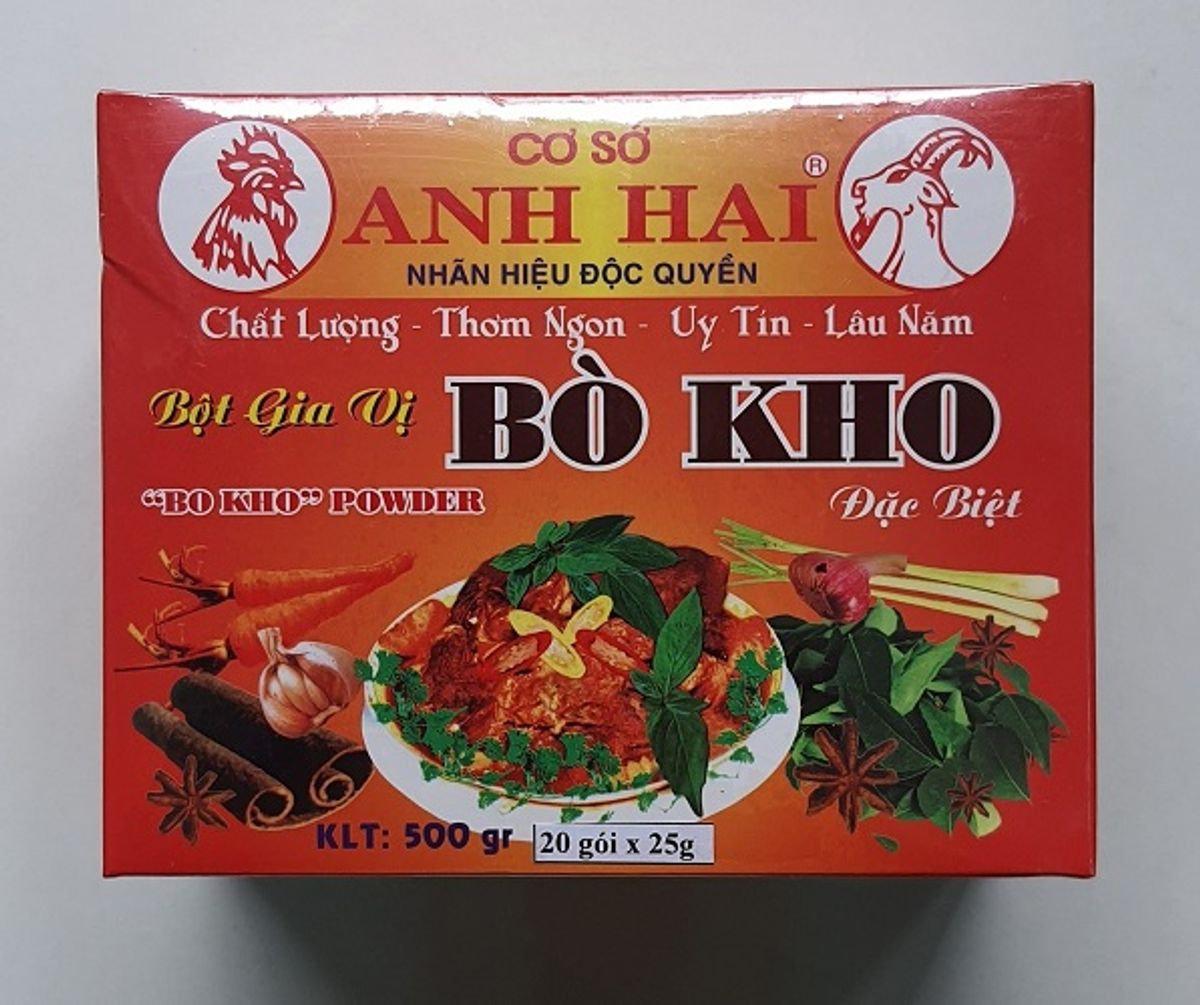 CƠ SỞ
ANH HAI ®
NHÃN HIỆU ĐỘC QUYỀN
Chất Lượng - Thơm Ngon - Uy Tín - Lâu Năm
Bột Gia Vị BÒ KHO
“BO KHO” POWDER Đặc Biệt
KLT: 500 gr 20 gói x 25g